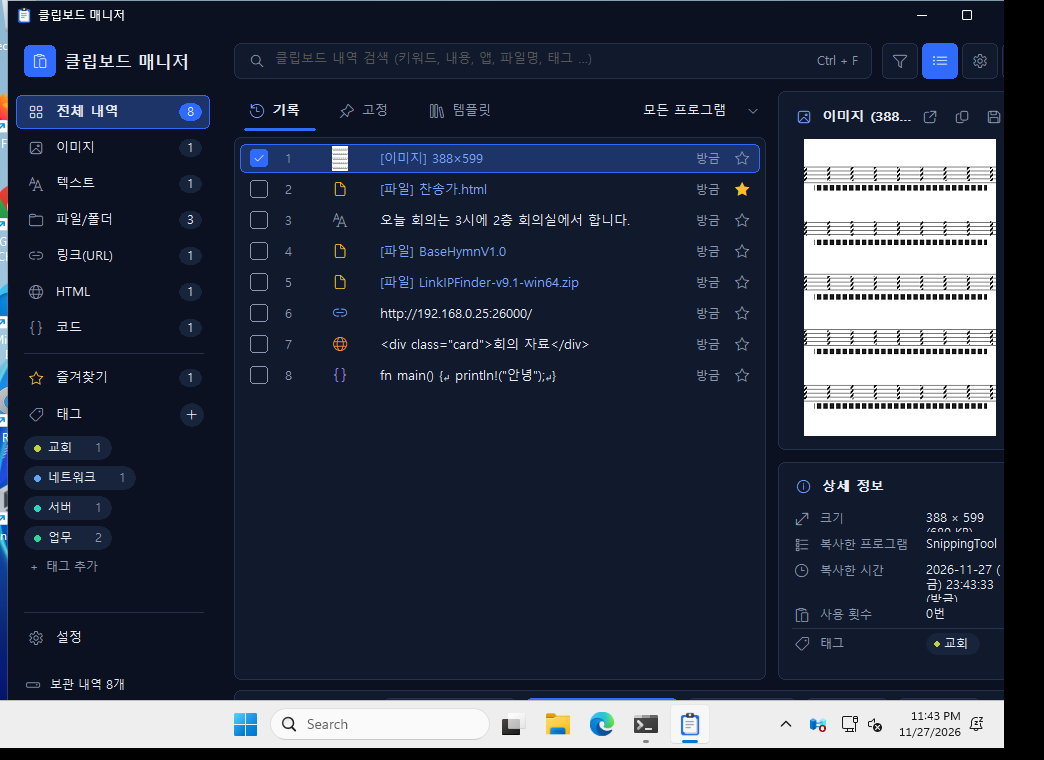 클립보드 매니저
클립보드 매니저
클립보드 내역 검색 (키워드, 내용, 앱, 파일명, 태그 ...)
Ctrl + F
전체 내역 8
이미지 1
텍스트 1
파일/폴더 3
링크(URL) 1
HTML 1
코드 1
즐겨찾기 1
태그 +
교회 1
네트워크 1
서버 1
업무 2
+ 태그 추가
설정
보관 내역 8개
기록
고정
템플릿
모든 프로그램
1 [이미지] 388×599 방금
2 [파일] 찬송가.html 방금
3 오늘 회의는 3시에 2층 회의실에서 합니다. 방금
4 [파일] BaseHymnV1.0 방금
5 [파일] LinkIPFinder-v9.1-win64.zip 방금
6 http://192.168.0.25:26000/ 방금
7 <div class="card">회의 자료</div> 방금
8 fn main() {↲ println!("안녕");↲} 방금
이미지 (388...
상세 정보
크기 388 × 599
(680 KB)
복사한 프로그램 SnippingTool
복사한 시간 2026-11-27 (
금) 23:43:33
(방금)
사용 횟수 0번
태그 교회
Search
11:43 PM
11/27/2026